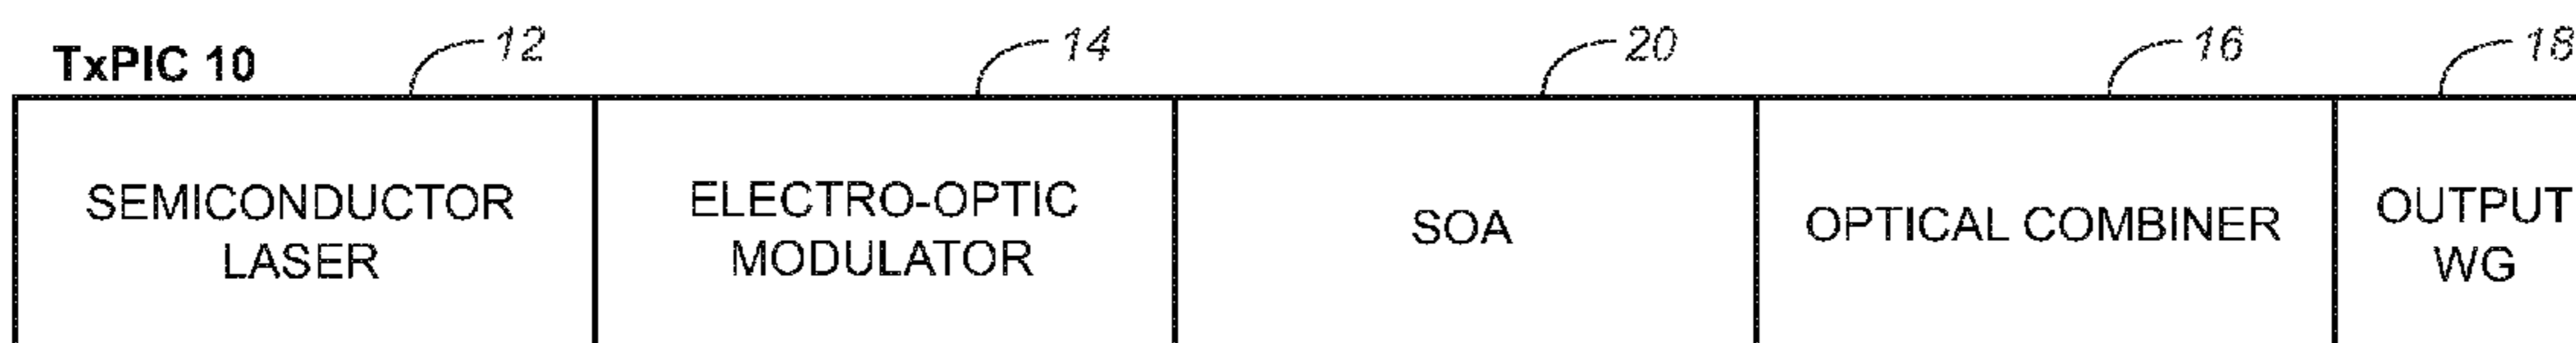 TxPIC 10
12
14
20
16
18
SEMICONDUCTOR
LASER
ELECTRO-OPTIC
MODULATOR
SOA
OPTICAL COMBINER
OUTPUT
WG